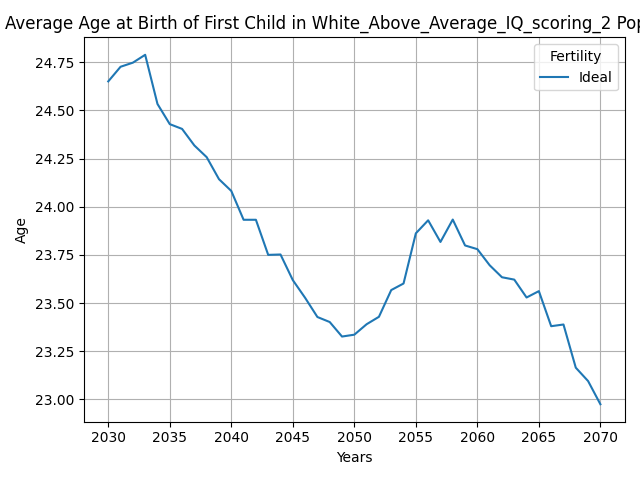 Average Age at Birth of First Child in White_Above_Average_IQ_scoring_2
Fertility
Ideal
24.75
24.50
24.25
24.00
23.75
23.50
23.25
23.00
Age
2030 2035 2040 2045 2050 2055 2060 2065 2070
Years